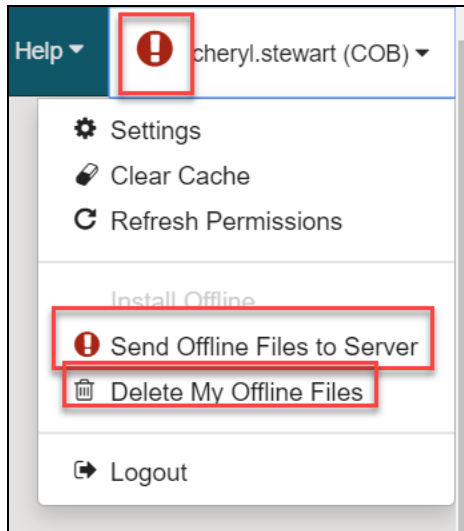 Help
cheryl.stewart (COB)
Settings
Clear Cache
Refresh Permissions
Install Offline
Send Offline Files to Server
Delete My Offline Files
Logout